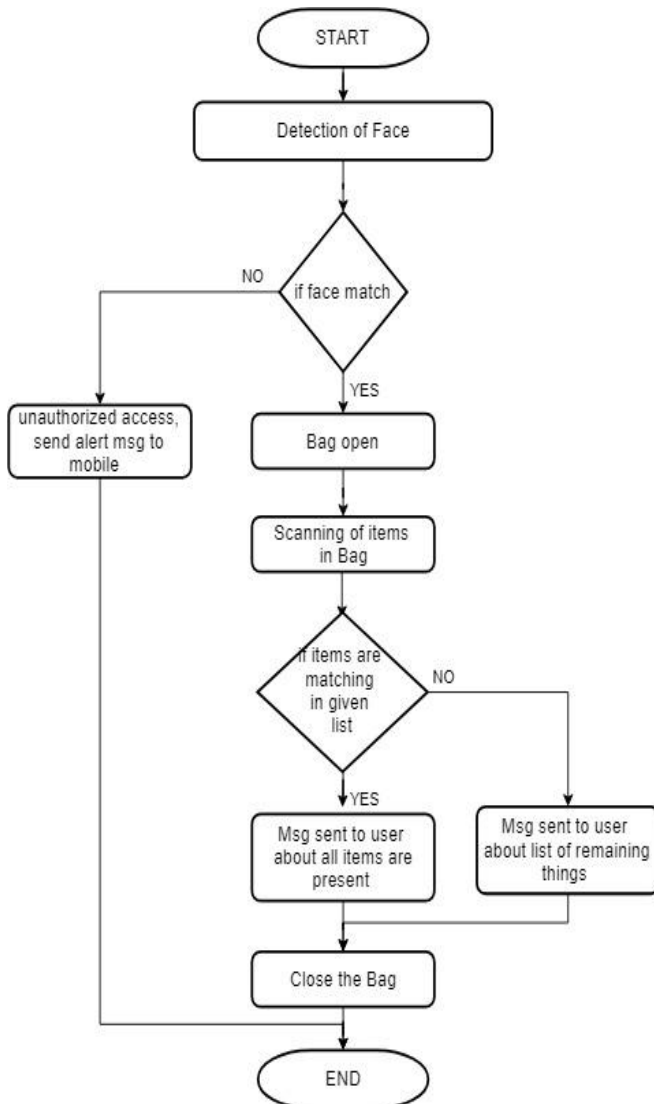 START
Detection of Face
if face match
NO
YES
unauthorized access,
send alert msg to
mobile
Bag open
Scanning of items
in Bag
if items are
matching
in given
list
NO
YES
Msg sent to user
about all items are
present
Msg sent to user
about list of remaining
things
Close the Bag
END